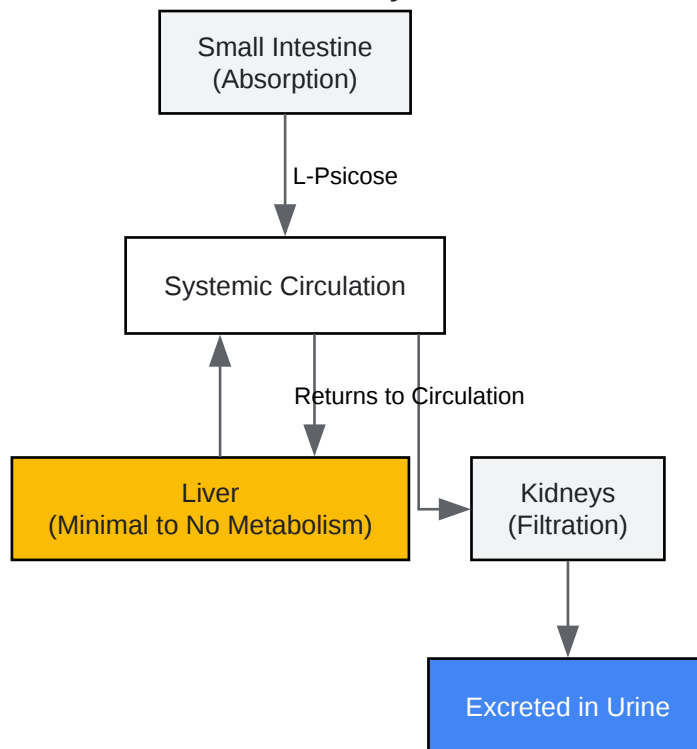 Small Intestine
(Absorption)
L-Psicose
Systemic Circulation
Returns to Circulation
Liver
(Minimal to No Metabolism)
Kidneys
(Filtration)
Excreted in Urine